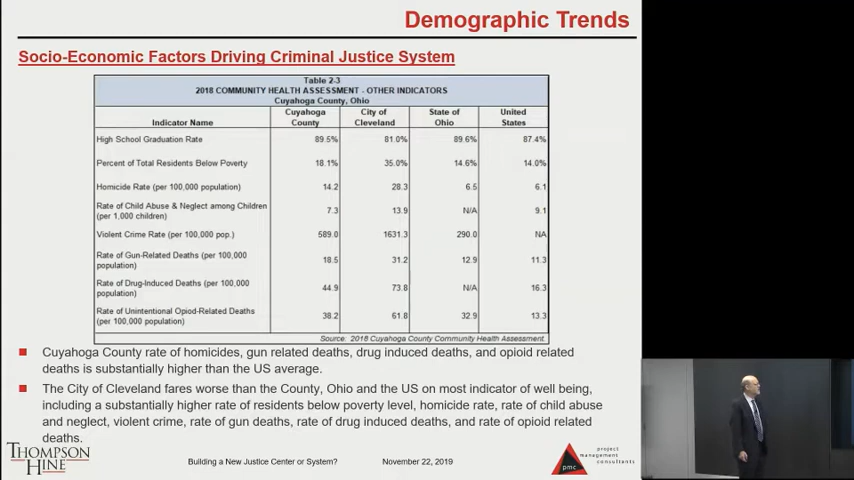 Demographic Trends
Socio-Economic Factors Driving Criminal Justice System
Table 2-3
2018 COMMUNITY HEALTH ASSESSMENT - OTHER INDICATORS
Cuyahoga County, Ohio
Indicator Name | Cuyahoga County | City of Cleveland | State of Ohio | United States
High School Graduation Rate | 89.5% | 81.0% | 89.6% | 87.4%
Percent of Total Residents Below Poverty | 18.1% | 35.0% | 14.6% | 14.0%
Homicide Rate (per 100,000 population) | 14.2 | 28.3 | 6.5 | 6.1
Rate of Child Abuse & Neglect among Children (per 1,000 children) | 7.3 | 13.9 | N/A | 9.1
Violent Crime Rate (per 100,000 pop.) | 589.0 | 1631.3 | 290.0 | NA
Rate of Gun-Related Deaths (per 100,000 population) | 18.5 | 31.2 | 12.9 | 11.3
Rate of Drug-Induced Deaths (per 100,000 population) | 44.9 | 73.8 | N/A | 16.3
Rate of Unintentional Opiod-Related Deaths (per 100,000 population) | 38.2 | 61.8 | 32.9 | 13.3
Source: 2018 Cuyahoga County Community Health Assessment.
Cuyahoga County rate of homicides, gun related deaths, drug induced deaths, and opioid related
deaths is substantially higher than the US average.
The City of Cleveland fares worse than the County, Ohio and the US on most indicator of well being,
including a substantially higher rate of residents below poverty level, homicide rate, rate of child abuse
and neglect, violent crime, rate of gun deaths, rate of drug induced deaths, and rate of opioid related
deaths.
THOMPSON
HINE
Building a New Justice Center or System?
November 22, 2019
pmc
project
management
consultants